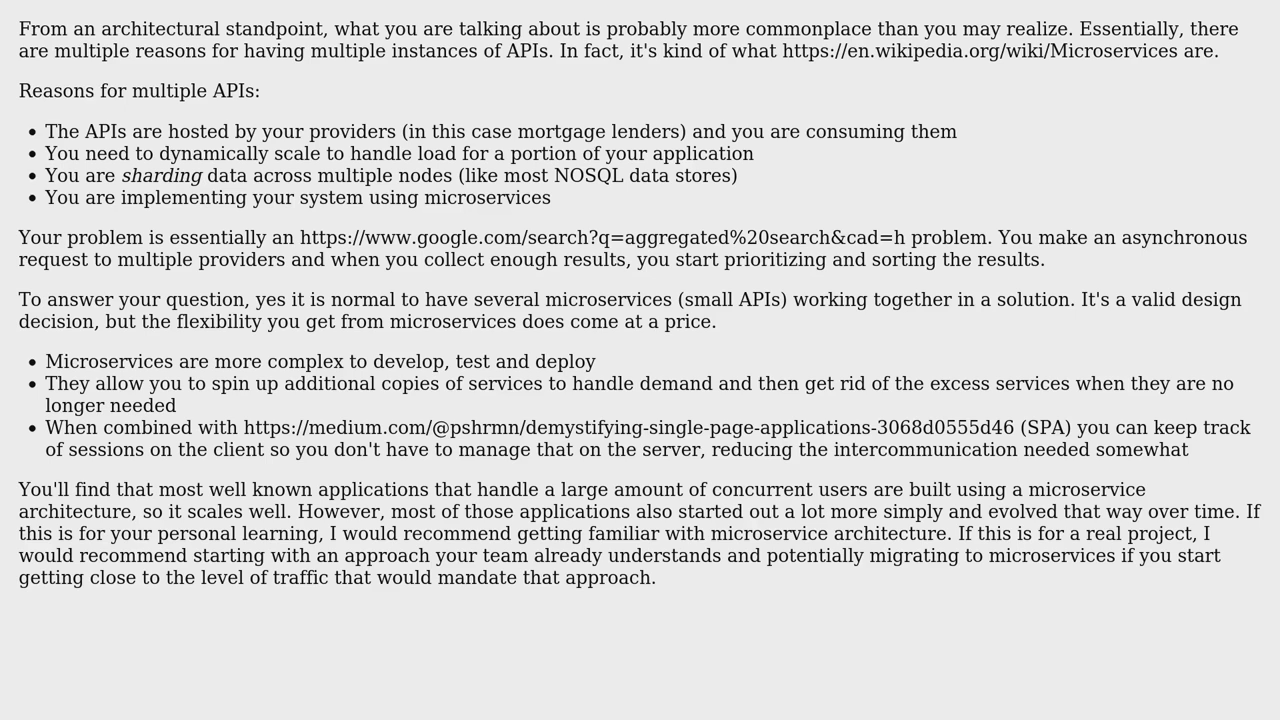 From an architectural standpoint, what you are talking about is probably more commonplace than you may realize. Essentially, there
are multiple reasons for having multiple instances of APIs. In fact, it's kind of what https://en.wikipedia.org/wiki/Microservices are.
Reasons for multiple APIs:
• The APIs are hosted by your providers (in this case mortgage lenders) and you are consuming them
• You need to dynamically scale to handle load for a portion of your application
• You are sharding data across multiple nodes (like most NOSQL data stores)
• You are implementing your system using microservices
Your problem is essentially an https://www.google.com/search?q=aggregated%20search&cad=h problem. You make an asynchronous
request to multiple providers and when you collect enough results, you start prioritizing and sorting the results.
To answer your question, yes it is normal to have several microservices (small APIs) working together in a solution. It's a valid design
decision, but the flexibility you get from microservices does come at a price.
• Microservices are more complex to develop, test and deploy
• They allow you to spin up additional copies of services to handle demand and then get rid of the excess services when they are no
longer needed
• When combined with https://medium.com/@pshrmn/demystifying-single-page-applications-3068d0555d46 (SPA) you can keep track
of sessions on the client so you don't have to manage that on the server, reducing the intercommunication needed somewhat
You'll find that most well known applications that handle a large amount of concurrent users are built using a microservice
architecture, so it scales well. However, most of those applications also started out a lot more simply and evolved that way over time. If
this is for your personal learning, I would recommend getting familiar with microservice architecture. If this is for a real project, I
would recommend starting with an approach your team already understands and potentially migrating to microservices if you start
getting close to the level of traffic that would mandate that approach.